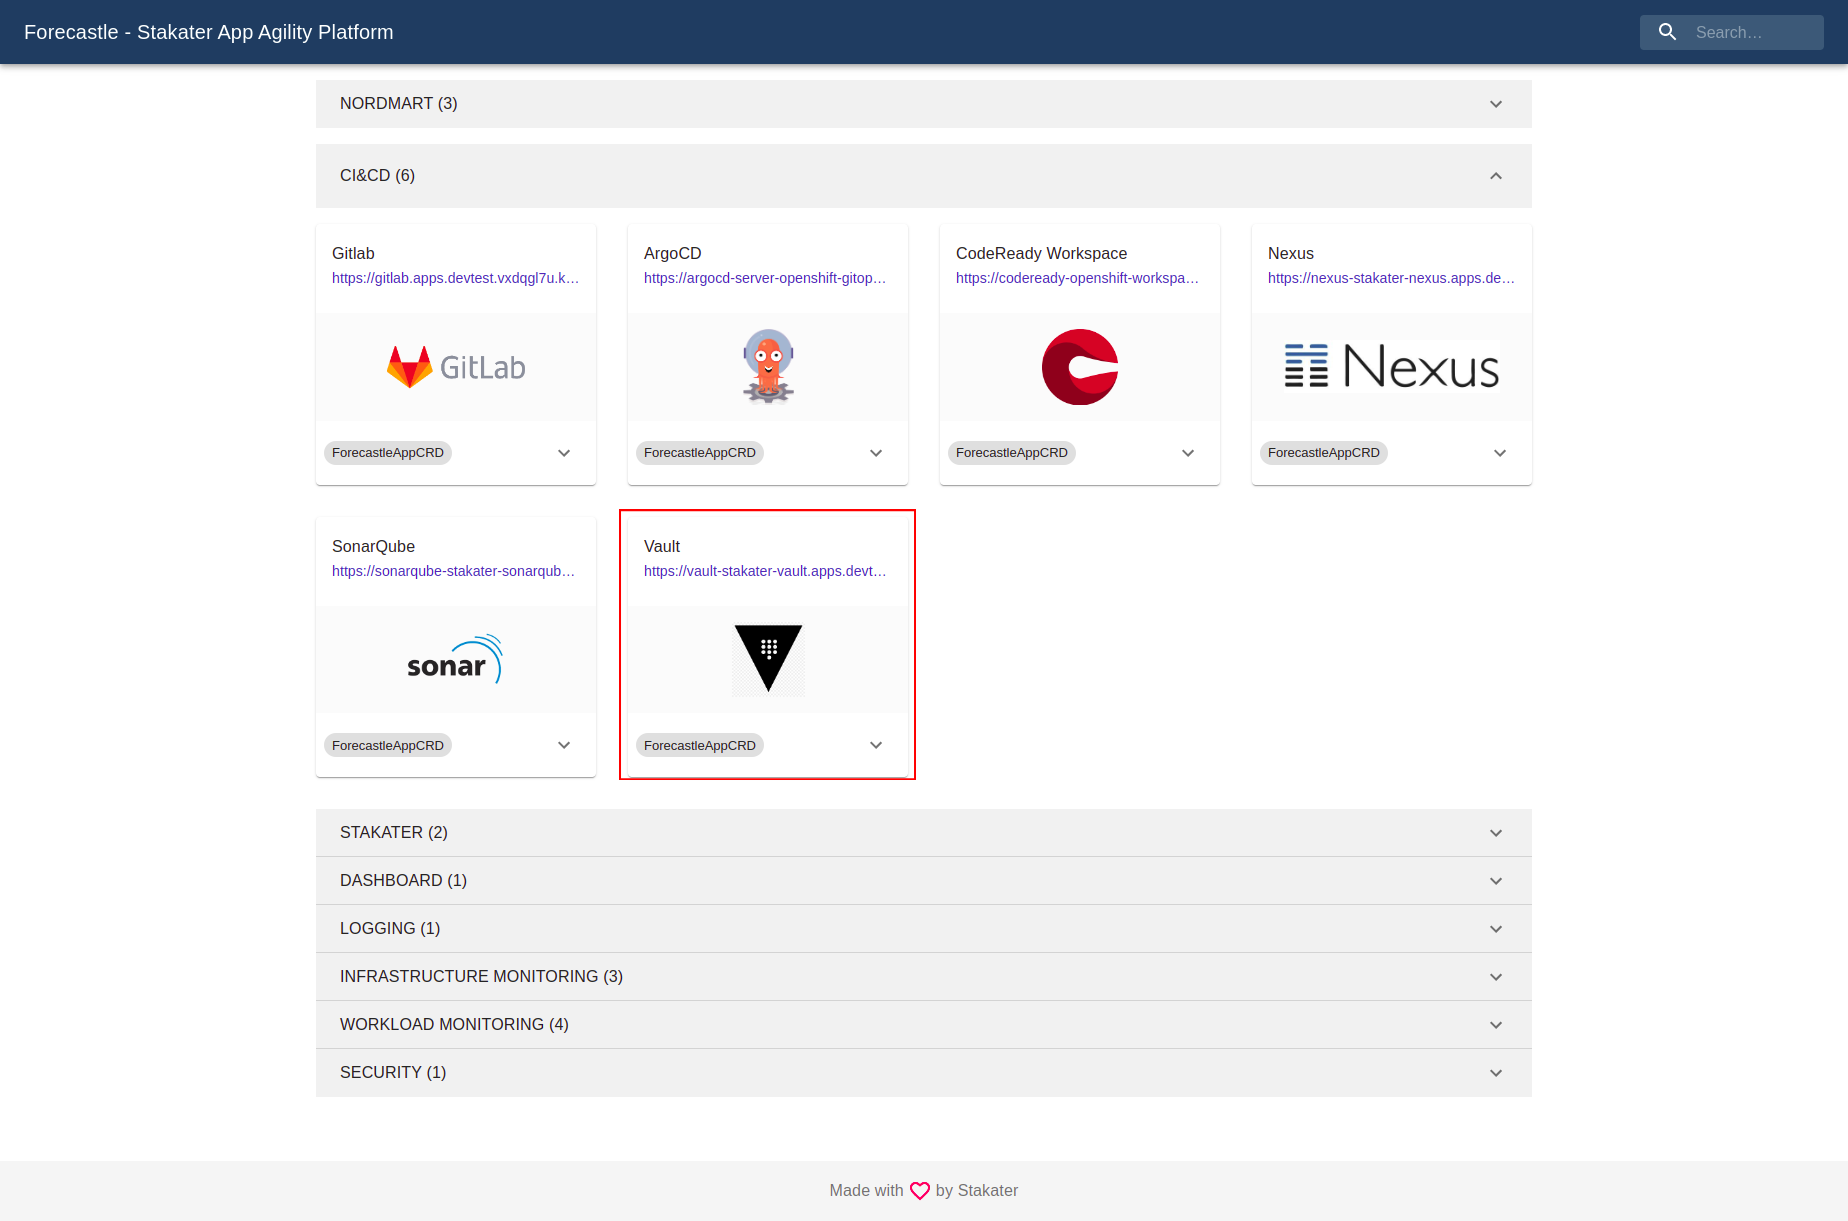 Forecastle - Stakater App Agility Platform
Search…
NORDMART (3)
CI&CD (6)
Gitlab
https://gitlab.apps.devtest.vxdqgl7u.k…
GitLab
ForecastleAppCRD
ArgoCD
https://argocd-server-openshift-gitop…
ForecastleAppCRD
CodeReady Workspace
https://codeready-openshift-workspa…
ForecastleAppCRD
Nexus
https://nexus-stakater-nexus.apps.de…
Nexus
ForecastleAppCRD
SonarQube
https://sonarqube-stakater-sonarqub…
sonar
ForecastleAppCRD
Vault
https://vault-stakater-vault.apps.devt…
ForecastleAppCRD
STAKATER (2)
DASHBOARD (1)
LOGGING (1)
INFRASTRUCTURE MONITORING (3)
WORKLOAD MONITORING (4)
SECURITY (1)
Made with by Stakater